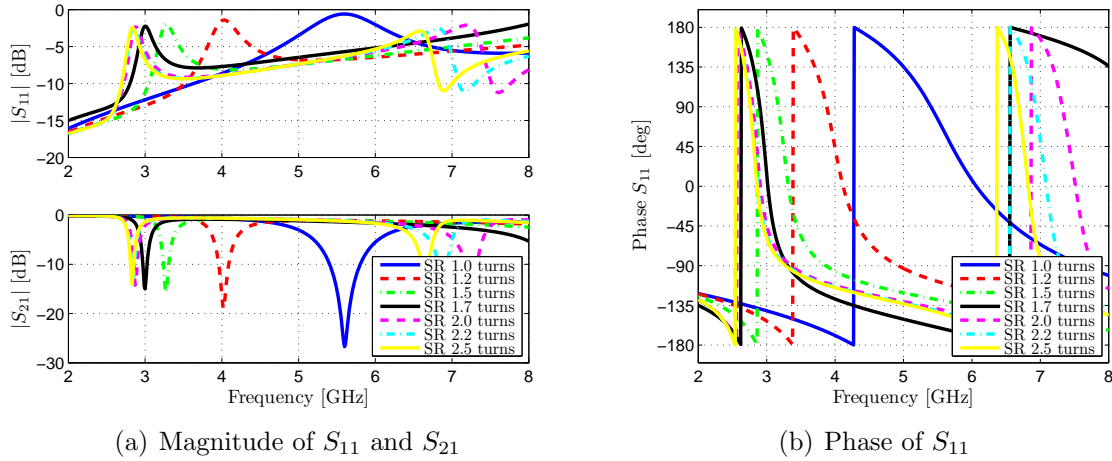 0
−5
−10
−15
−20
|S11| [dB]
2 3 4 5 6 7 8
0
−10
−20
−30
|S21| [dB]
SR 1.0 turns
SR 1.2 turns
SR 1.5 turns
SR 1.7 turns
SR 2.0 turns
SR 2.2 turns
SR 2.5 turns
2 3 4 5 6 7 8
Frequency [GHz]
(a) Magnitude of S11 and S21
180
135
90
45
0
−45
−90
−135
−180
Phase S11 [deg]
SR 1.0 turns
SR 1.2 turns
SR 1.5 turns
SR 1.7 turns
SR 2.0 turns
SR 2.2 turns
SR 2.5 turns
2 3 4 5 6 7 8
Frequency [GHz]
(b) Phase of S11